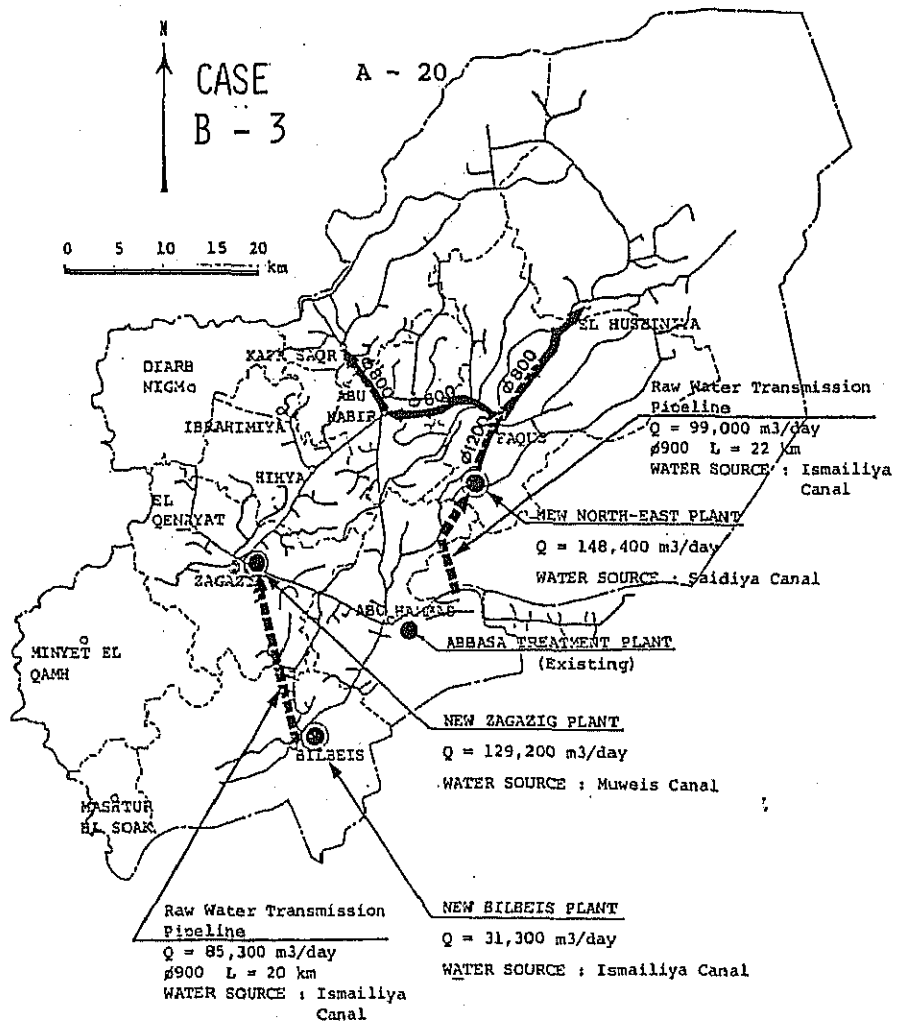 N
CASE
B - 3
A - 20
0 5 10 15 20
km
EL HUSEINIYA
KAFR SAQR
DIARB
NIGM
ø800
ø800
ABU
KABIR
IBRAHIMIYA
FAQUS
ø1200
HIHYA
EL
QENAYAT
Raw Water Transmission
Pipeline
Q = 99,000 m3/day
ø900 L = 22 km
WATER SOURCE : Ismailiya
Canal
NEW NORTH-EAST PLANT
Q = 148,400 m3/day
WATER SOURCE : Saidiya Canal
ZAGAZIG
ABU HAMMAD
ABBASA TREATMENT PLANT
(Existing)
MINYET EL
QAMH
NEW ZAGAZIG PLANT
Q = 129,200 m3/day
WATER SOURCE : Muweis Canal
BILBEIS
MASHTUR
EL SOAK
Raw Water Transmission
Pipeline
Q = 85,300 m3/day
ø900 L = 20 km
WATER SOURCE : Ismailiya
Canal
NEW BILBEIS PLANT
Q = 31,300 m3/day
WATER SOURCE : Ismailiya Canal